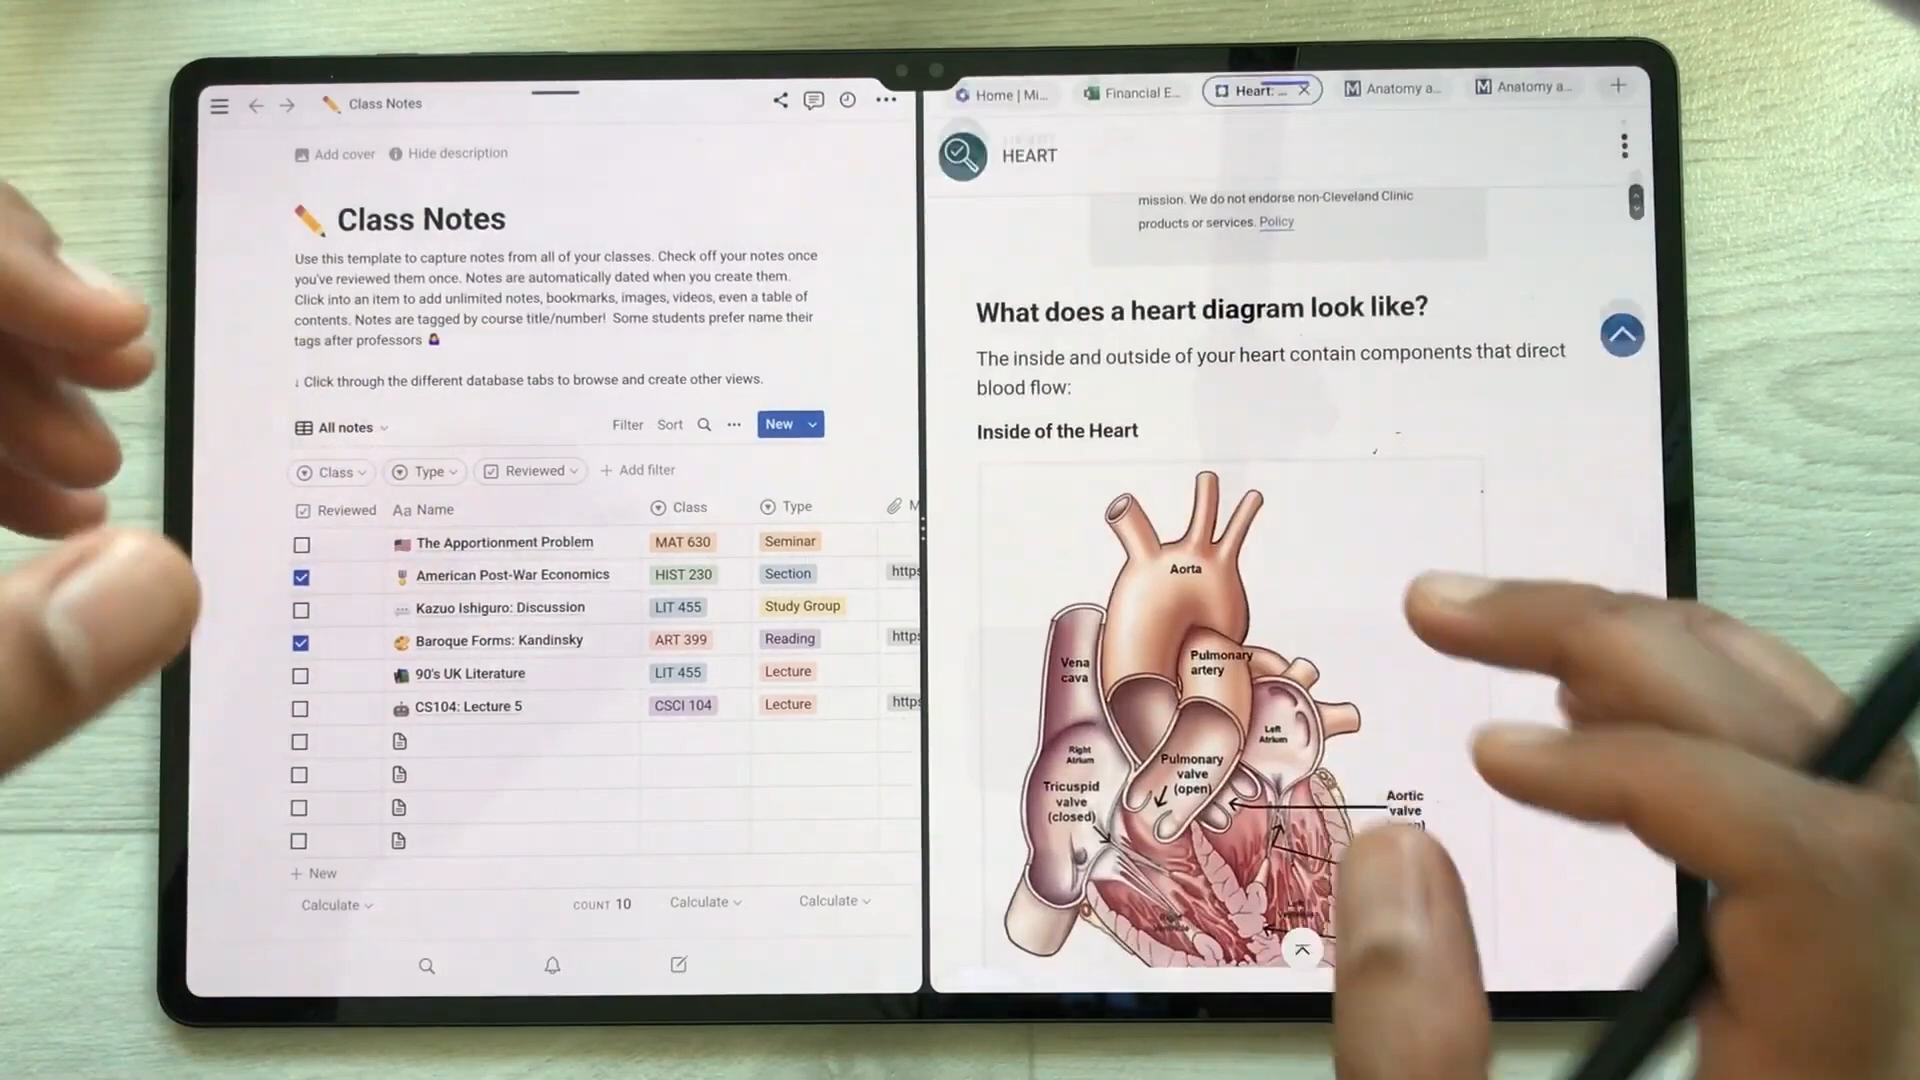 Class Notes
Add cover Hide description
Class Notes
Use this template to capture notes from all of your classes. Check off your notes once
you've reviewed them once. Notes are automatically dated when you create them.
Click into an item to add unlimited notes, bookmarks, images, videos, even a table of
contents. Notes are tagged by course title/number! Some students prefer name their
tags after professors
↓ Click through the different database tabs to browse and create other views.
All notes Filter Sort New
Class Type Reviewed + Add filter
Reviewed Aa Name Class Type M
The Apportionment Problem MAT 630 Seminar
American Post-War Economics HIST 230 Section https
Kazuo Ishiguro: Discussion LIT 455 Study Group
Baroque Forms: Kandinsky ART 399 Reading https
90's UK Literature LIT 455 Lecture
CS104: Lecture 5 CSCI 104 Lecture https
+ New
Calculate COUNT 10 Calculate Calculate
Home | Mi... Financial E... Heart: ... Anatomy a... Anatomy a...
HEART
mission. We do not endorse non-Cleveland Clinic
products or services. Policy
What does a heart diagram look like?
The inside and outside of your heart contain components that direct
blood flow:
Inside of the Heart
Aorta
Vena
cava
Pulmonary
artery
Left
Atrium
Right
Atrium
Pulmonary
valve
(open)
Tricuspid
valve
(closed)
Aortic
valve